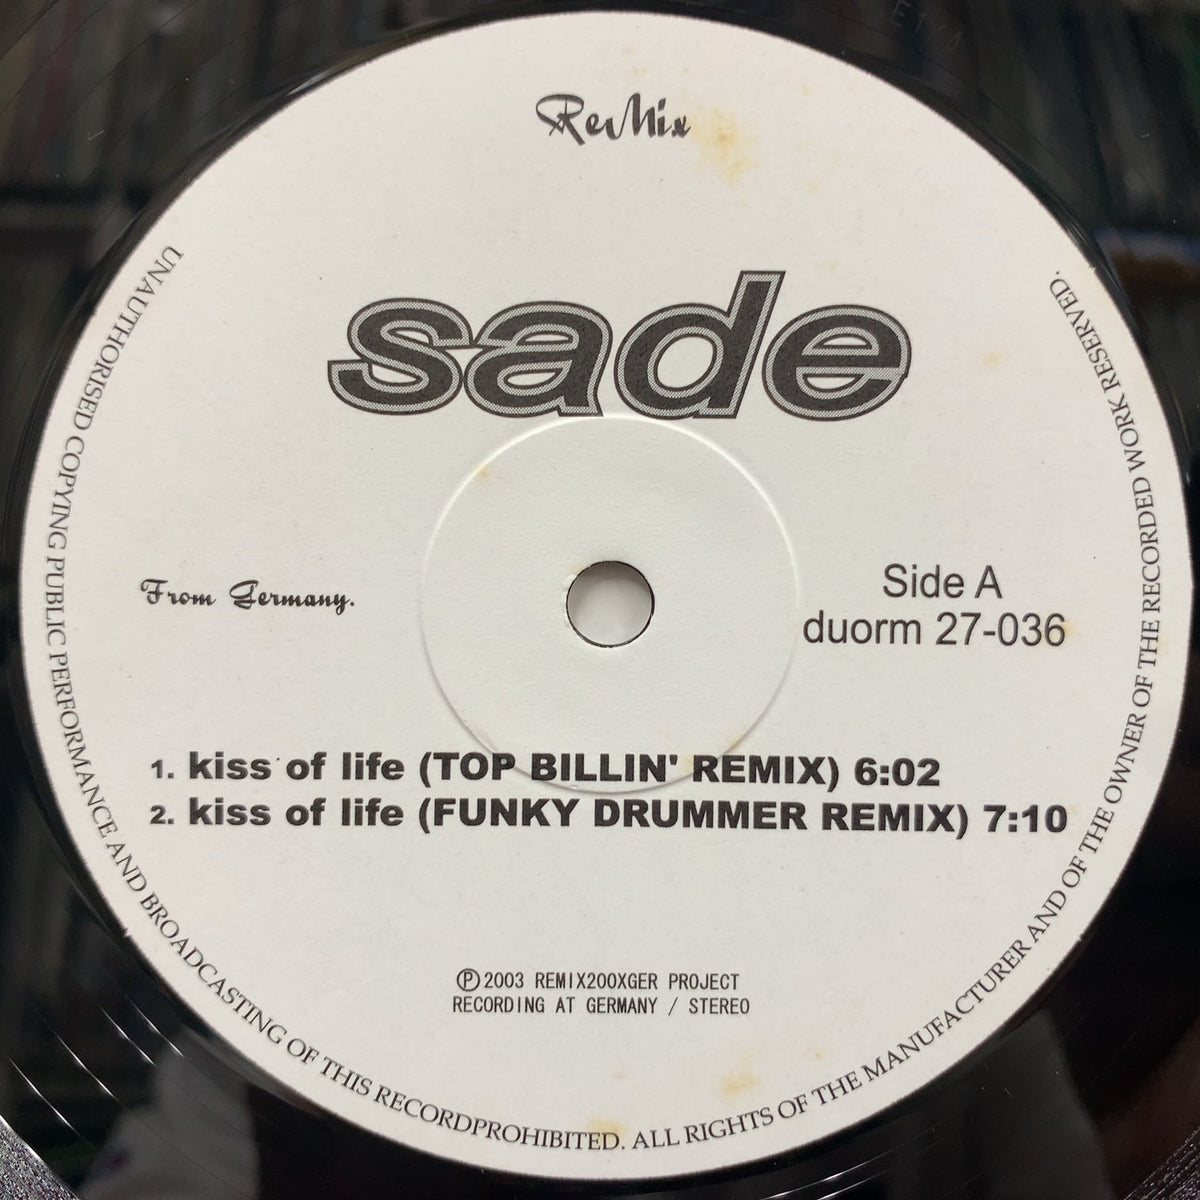 ReMix
sade
From Germany.
Side A
duorm 27-036
1. kiss of life (TOP BILLIN' REMIX) 6:02
2. kiss of life (FUNKY DRUMMER REMIX) 7:10
Ⓟ2003 REMIX200XGER PROJECT
RECORDING AT GERMANY / STEREO
UNAUTHORISED COPYING PUBLIC PERFORMANCE AND BROADCASTING OF THIS RECORDPROHIBITED. ALL RIGHTS OF THE MANUFACTURER AND OF THE OWNER OF THE RECORDED WORK RESERVED.